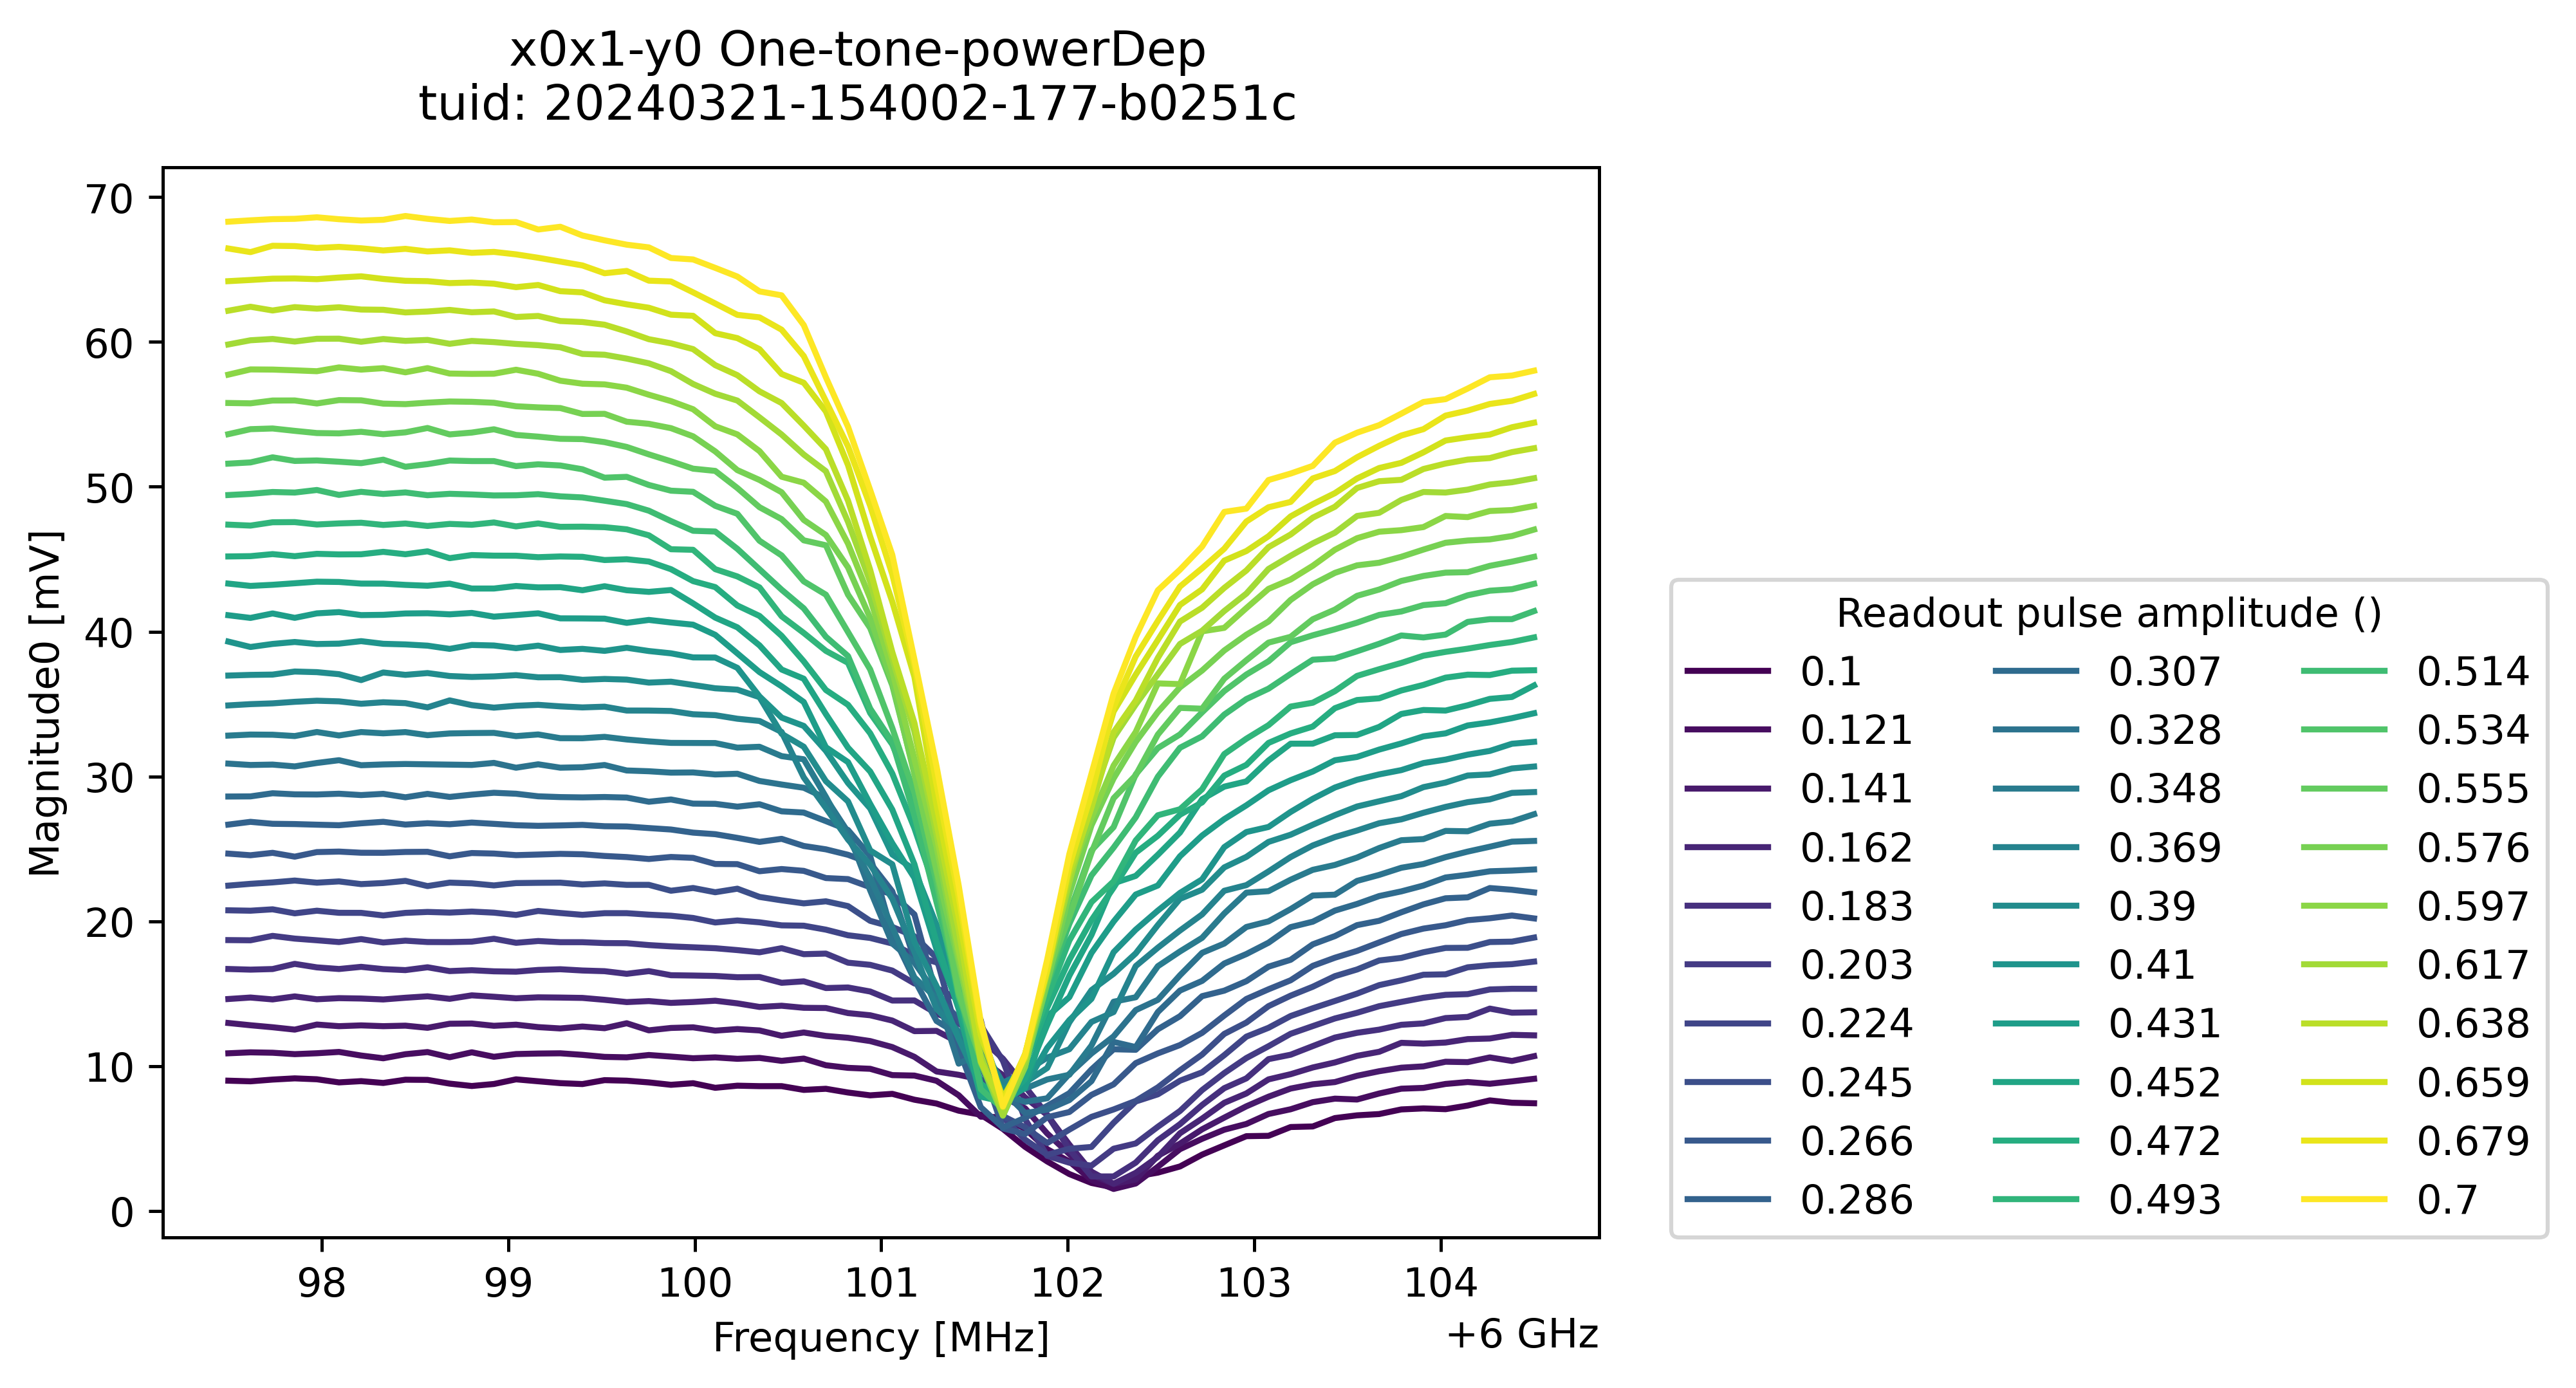 x0x1-y0 One-tone-powerDep
tuid: 20240321-154002-177-b0251c
70
60
50
40
30
20
10
0
Magnitude0 [mV]
98 99 100 101 102 103 104
Frequency [MHz]
+6 GHz
Readout pulse amplitude ()
0.1 0.307 0.514
0.121 0.328 0.534
0.141 0.348 0.555
0.162 0.369 0.576
0.183 0.39 0.597
0.203 0.41 0.617
0.224 0.431 0.638
0.245 0.452 0.659
0.266 0.472 0.679
0.286 0.493 0.7